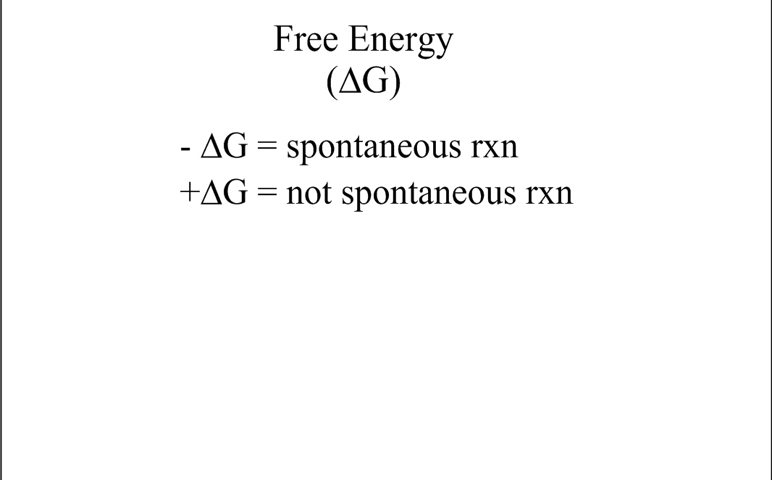 Free Energy
(ΔG)
- ΔG = spontaneous rxn
+ΔG = not spontaneous rxn